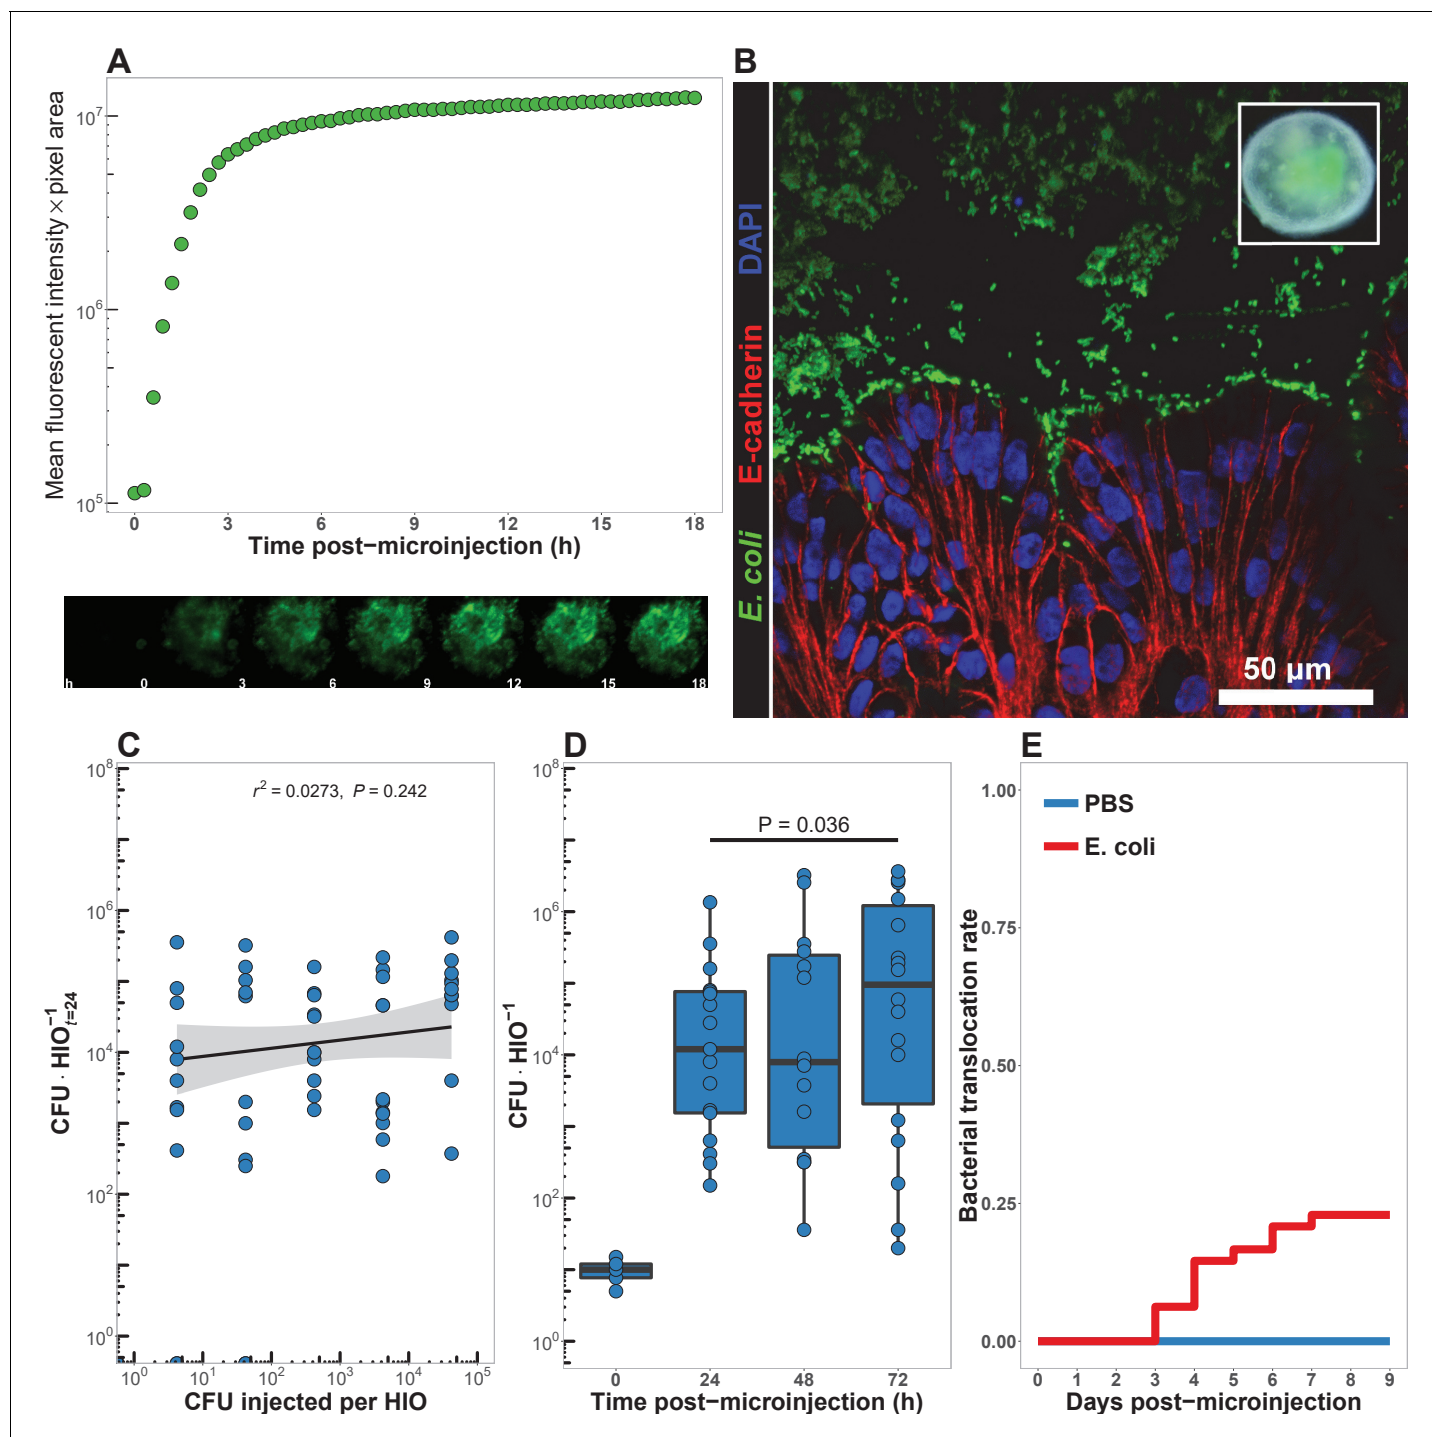 A
Mean fluorescent intensity × pixel area
10^7
10^6
10^5
0 3 6 9 12 15 18
Time post−microinjection (h)
h 0 3 6 9 12 15 18
B
E. coli E-cadherin DAPI
50 µm
C
r² = 0.0273, P = 0.242
CFU · HIO^−1_t=24
10^8
10^6
10^4
10^2
10^0
10^0 10^1 10^2 10^3 10^4 10^5
CFU injected per HIO
D
P = 0.036
CFU · HIO^−1
10^8
10^6
10^4
10^2
10^0
0 24 48 72
Time post−microinjection (h)
E
PBS
E. coli
Bacterial translocation rate
1.00
0.75
0.50
0.25
0.00
0 1 2 3 4 5 6 7 8 9
Days post−microinjection